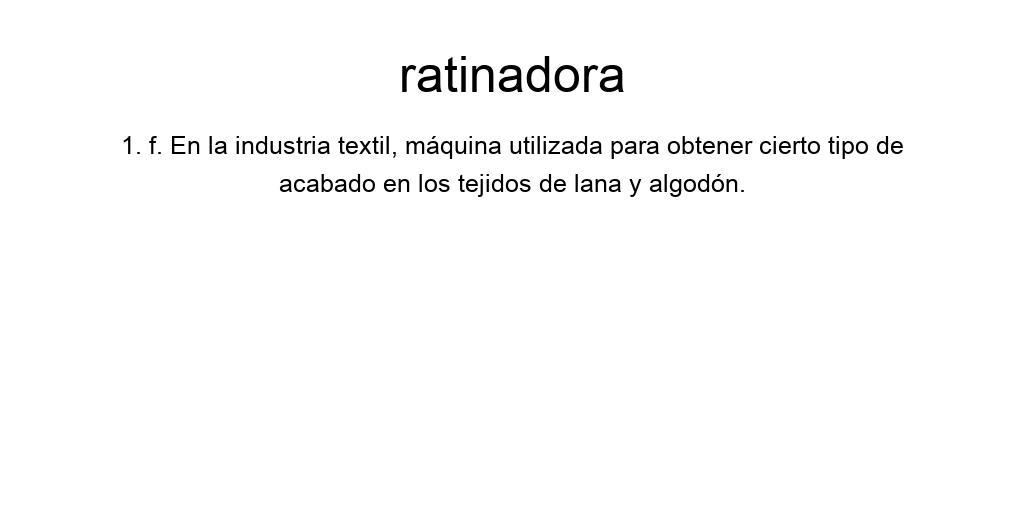 ratinadora
1. f. En la industria textil, máquina utilizada para obtener cierto tipo de
acabado en los tejidos de lana y algodón.